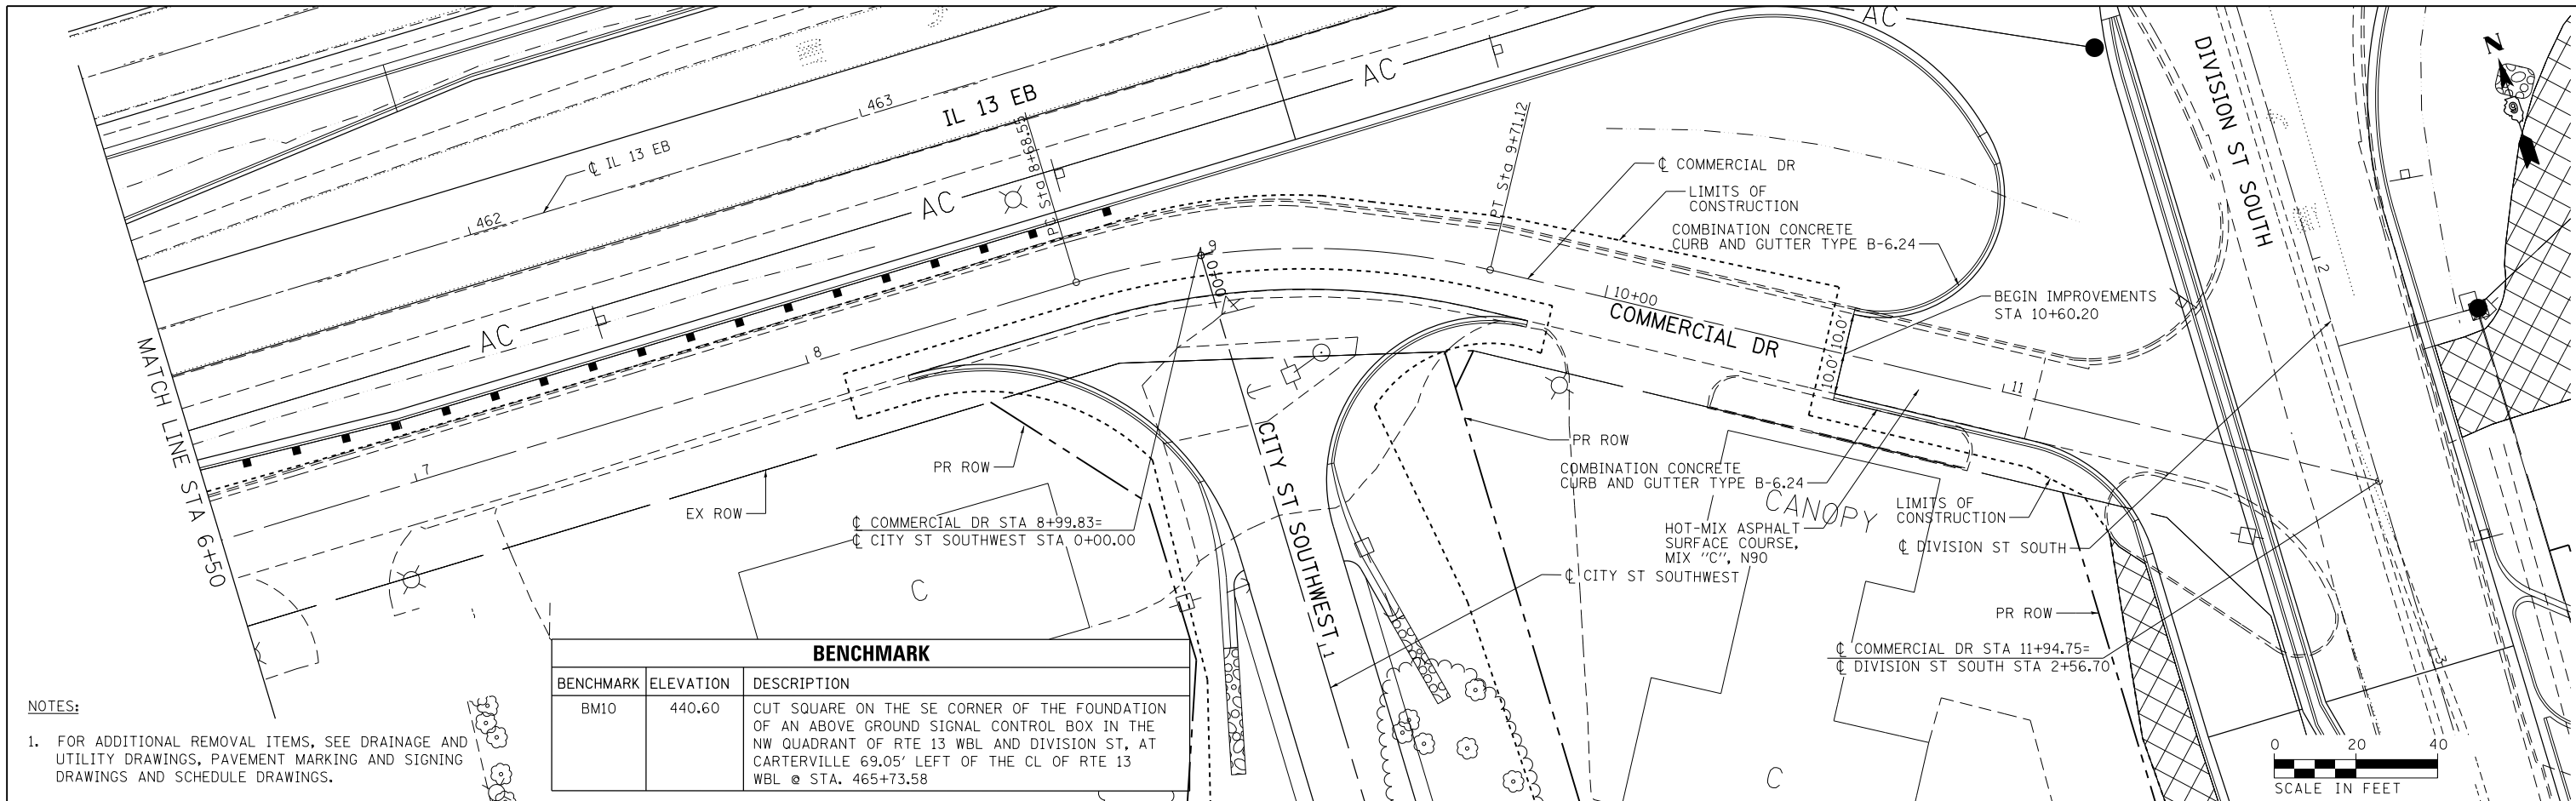 AC
DIVISION ST SOUTH
N
AC
463
IL 13 EB
℄ IL 13 EB
462
AC
PT Sta 9+71.12
℄ COMMERCIAL DR
LIMITS OF
CONSTRUCTION
COMBINATION CONCRETE
CURB AND GUTTER TYPE B-6.24
2
9
0+00
10+00
COMMERCIAL DR
BEGIN IMPROVEMENTS
STA 10+60.20
10.0' 10.0'
AC
8
MATCH LINE STA 6+50
7
11
PR ROW
EX ROW
CITY ST SOUTHWEST
PR ROW
COMBINATION CONCRETE
CURB AND GUTTER TYPE B-6.24
CANOPY
LIMITS OF
CONSTRUCTION
HOT-MIX ASPHALT
SURFACE COURSE,
MIX "C", N90
℄ DIVISION ST SOUTH
℄ COMMERCIAL DR STA 8+99.83=
℄ CITY ST SOUTHWEST STA 0+00.00
℄ CITY ST SOUTHWEST
C
1
PR ROW
℄ COMMERCIAL DR STA 11+94.75=
℄ DIVISION ST SOUTH STA 2+56.70
3
C
BENCHMARK
BENCHMARK ELEVATION DESCRIPTION
BM10 440.60 CUT SQUARE ON THE SE CORNER OF THE FOUNDATION
OF AN ABOVE GROUND SIGNAL CONTROL BOX IN THE
NW QUADRANT OF RTE 13 WBL AND DIVISION ST, AT
CARTERVILLE 69.05' LEFT OF THE CL OF RTE 13
WBL @ STA. 465+73.58
NOTES:
1. FOR ADDITIONAL REMOVAL ITEMS, SEE DRAINAGE AND
UTILITY DRAWINGS, PAVEMENT MARKING AND SIGNING
DRAWINGS AND SCHEDULE DRAWINGS.
0 20 40
SCALE IN FEET